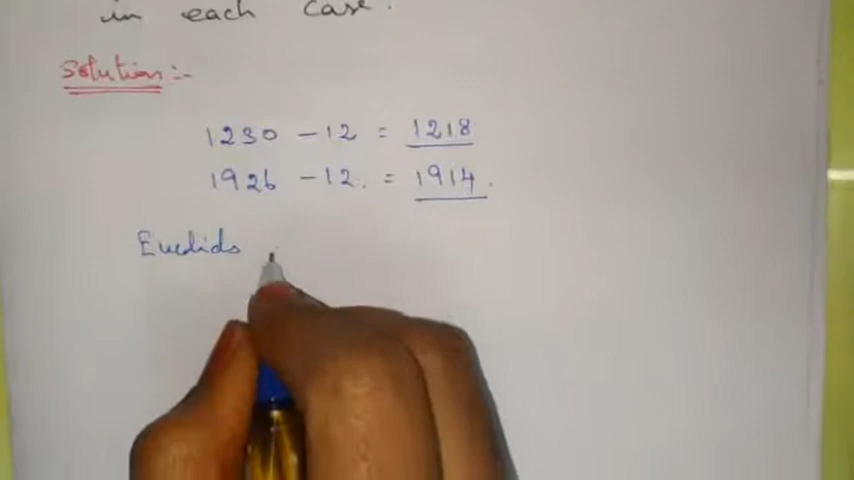 in each case.
Solution:-
1230 - 12 = 1218
1926 - 12. = 1914.
Euclids